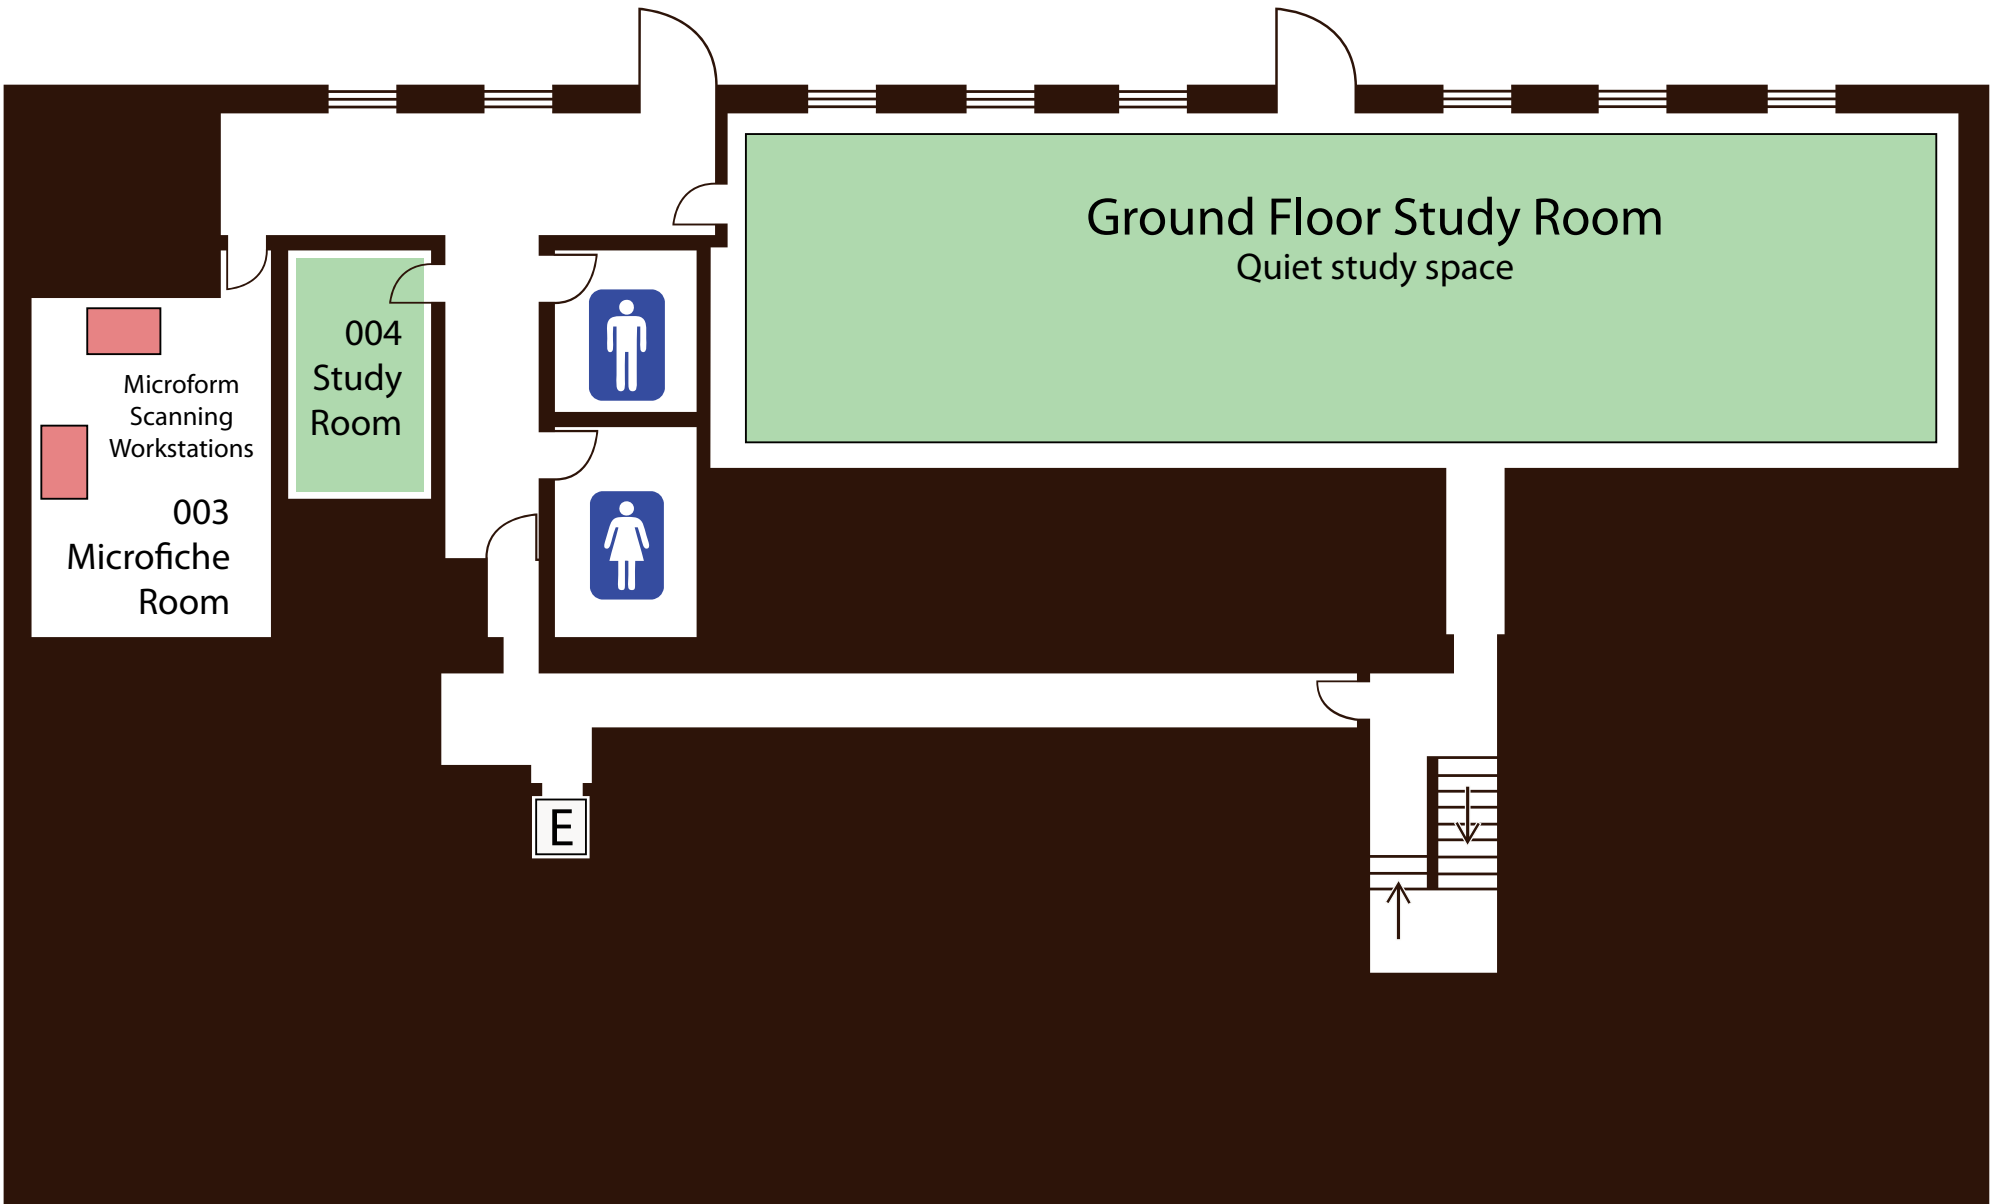 Ground Floor Study Room
Quiet study space
004
Study
Room
Microform
Scanning
Workstations
003
Microfiche
Room
E